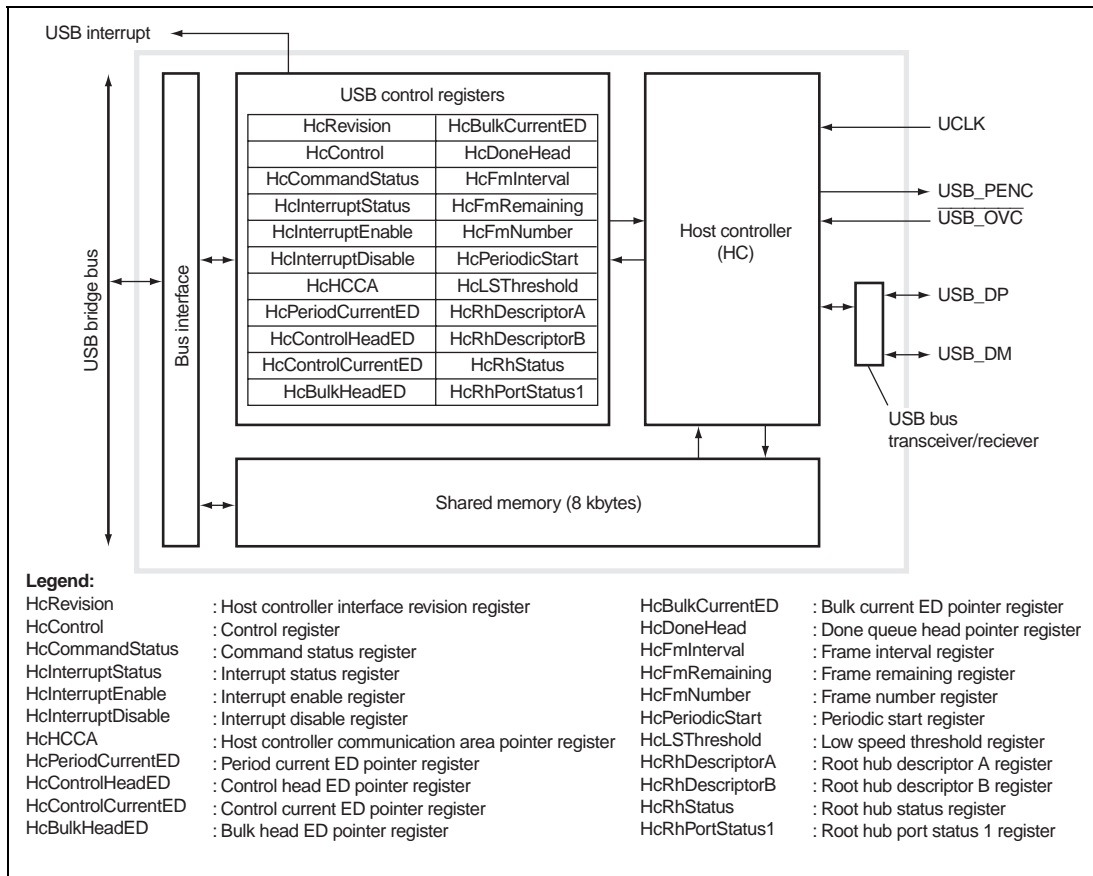 USB interrupt
USB bridge bus
Bus interface
USB control registers
HcRevision HcBulkCurrentED
HcControl HcDoneHead
HcCommandStatus HcFmInterval
HcInterruptStatus HcFmRemaining
HcInterruptEnable HcFmNumber
HcInterruptDisable HcPeriodicStart
HcHCCA HcLSThreshold
HcPeriodCurrentED HcRhDescriptorA
HcControlHeadED HcRhDescriptorB
HcControlCurrentED HcRhStatus
HcBulkHeadED HcRhPortStatus1
Host controller
(HC)
UCLK
USB_PENC
USB_OVC
USB_DP
USB_DM
USB bus
transceiver/reciever
Shared memory (8 kbytes)
Legend:
HcRevision : Host controller interface revision register
HcControl : Control register
HcCommandStatus : Command status register
HcInterruptStatus : Interrupt status register
HcInterruptEnable : Interrupt enable register
HcInterruptDisable : Interrupt disable register
HcHCCA : Host controller communication area pointer register
HcPeriodCurrentED : Period current ED pointer register
HcControlHeadED : Control head ED pointer register
HcControlCurrentED : Control current ED pointer register
HcBulkHeadED : Bulk head ED pointer register
HcBulkCurrentED : Bulk current ED pointer register
HcDoneHead : Done queue head pointer register
HcFmInterval : Frame interval register
HcFmRemaining : Frame remaining register
HcFmNumber : Frame number register
HcPeriodicStart : Periodic start register
HcLSThreshold : Low speed threshold register
HcRhDescriptorA : Root hub descriptor A register
HcRhDescriptorB : Root hub descriptor B register
HcRhStatus : Root hub status register
HcRhPortStatus1 : Root hub port status 1 register